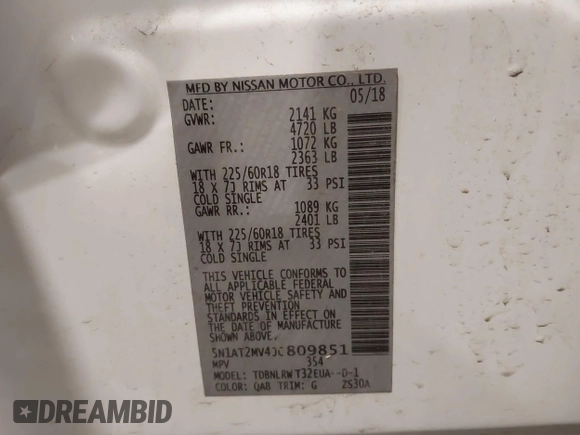 MFD BY NISSAN MOTOR CO., LTD.
DATE: 05/18
GVWR: 2141 KG
4720 LB
GAWR FR.: 1072 KG
2363 LB
WITH 225/60R18 TIRES
18 X 7J RIMS AT 33 PSI
COLD SINGLE
GAWR RR.: 1089 KG
2401 LB
WITH 225/60R18 TIRES
18 X 7J RIMS AT 33 PSI
COLD SINGLE
THIS VEHICLE CONFORMS TO
ALL APPLICABLE FEDERAL
MOTOR VEHICLE SAFETY AND
THEFT PREVENTION
STANDARDS IN EFFECT ON
THE DATE OF MANUFACTURE
SHOWN ABOVE.
5N1AT2MV4JC809851
MPV 354
MODEL: TDBNLRWT32EUA--D-1
COLOR: QAB TRIM: G ZS30A
DREAMBID